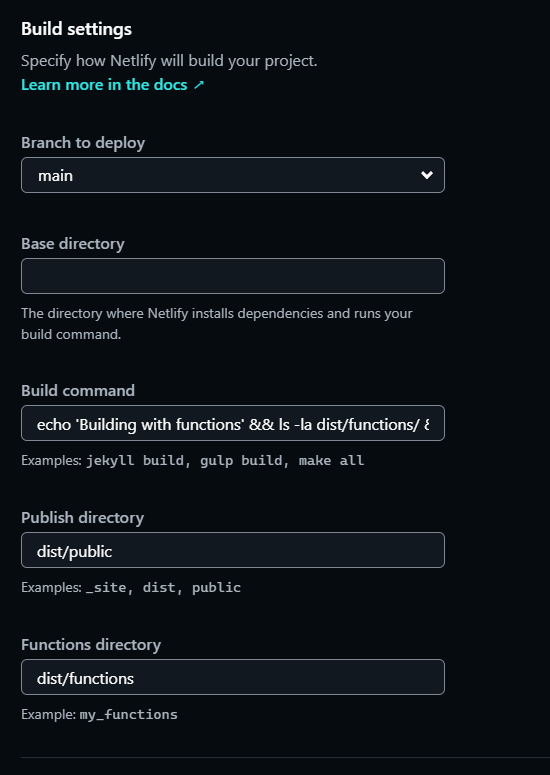 Build settings
Specify how Netlify will build your project.
Learn more in the docs ↗
Branch to deploy
main
Base directory
The directory where Netlify installs dependencies and runs your
build command.
Build command
echo 'Building with functions' && ls -la dist/functions/
Examples: jekyll build, gulp build, make all
Publish directory
dist/public
Examples: _site, dist, public
Functions directory
dist/functions
Example: my_functions